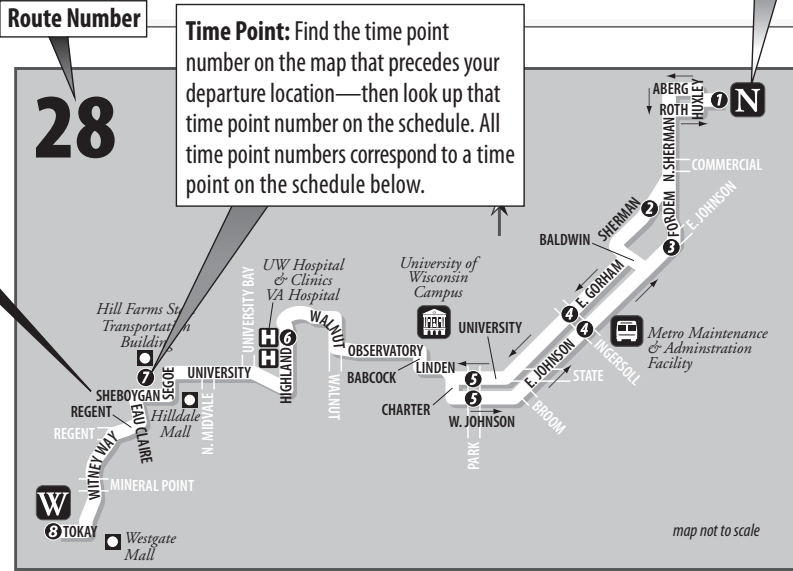 Route Number
Time Point: Find the time point
number on the map that precedes your
departure location—then look up that
time point number on the schedule. All
time point numbers correspond to a time
point on the schedule below.
28
ABERG
ROTH
HUXLEY
1
N
N.SHERMAN
COMMERCIAL
SHERMAN
2
FORDEM
E. JOHNSON
3
BALDWIN
E. GORHAM
4
4
INGERSOLL
Metro Maintenance
& Adminstration
Facility
University of
Wisconsin
Campus
UNIVERSITY
E. JOHNSON
STATE
BROOM
UW Hospital
& Clinics
VA Hospital
UNIVERSITY BAY
H
H
6
HIGHLAND
WALNUT
OBSERVATORY
WALNUT
BABCOCK
LINDEN
5
5
CHARTER
W. JOHNSON
PARK
Hill Farms St
Transportation
Building
7
SEGOE
UNIVERSITY
SHEBOYGAN
REGENT
REGENT
EAU CLAIRE
Hilldale
Mall
N. MIDVALE
WITNEY WAY
MINERAL POINT
W
8
TOKAY
Westgate
Mall
map not to scale